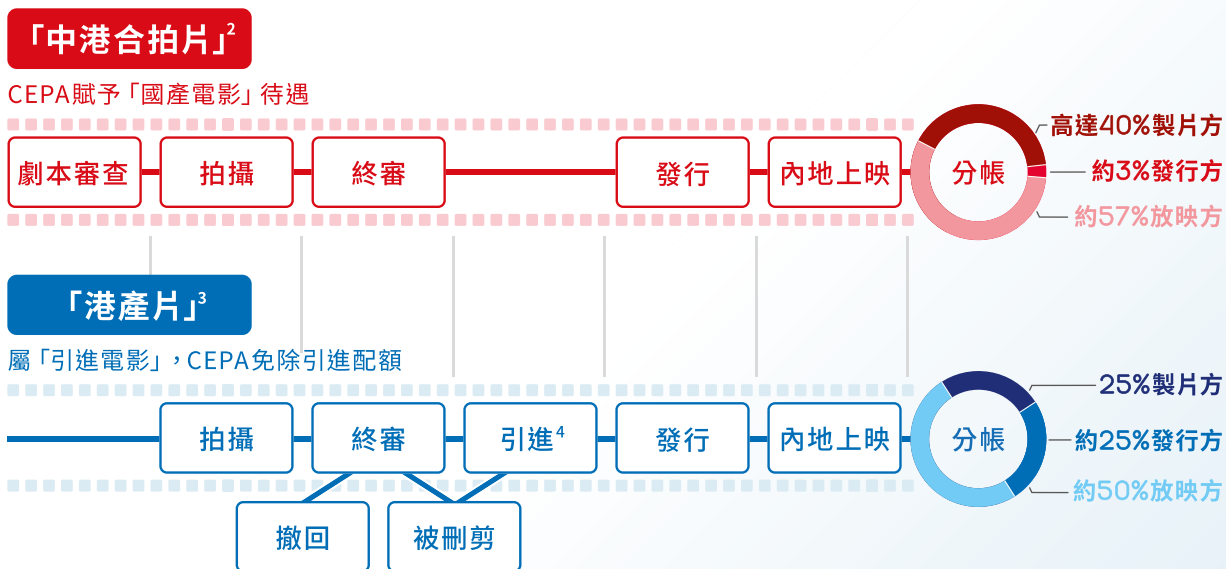 「中港合拍片」2
CEPA賦予「國產電影」待遇
劇本審查
拍攝
終審
發行
內地上映
分帳
高達40%製片方
約3%發行方
約57%放映方
「港產片」3
屬「引進電影」，CEPA免除引進配額
拍攝
終審
引進4
發行
內地上映
分帳
25%製片方
約25%發行方
約50%放映方
撤回
被刪剪